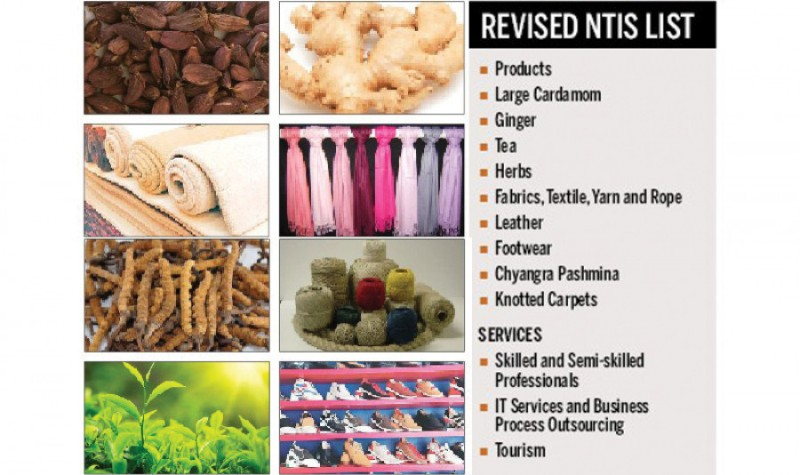 REVISED NTIS LIST
Products
Large Cardamom
Ginger
Tea
Herbs
Fabrics, Textile, Yarn and Rope
Leather
Footwear
Chyangra Pashmina
Knotted Carpets
SERVICES
Skilled and Semi-skilled
Professionals
IT Services and Business
Process Outsourcing
Tourism